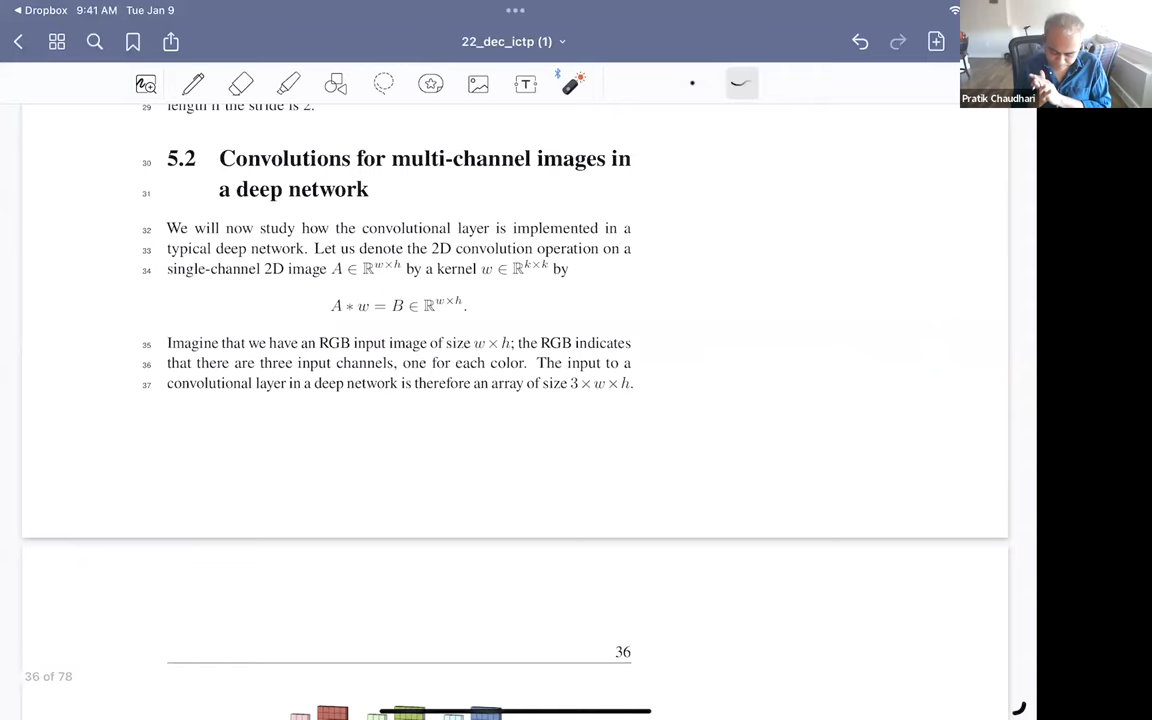 Dropbox 9:41 AM Tue Jan 9
22_dec_ictp (1)
T
Pratik Chaudhari
29 length if the stride is 2.
30 5.2 Convolutions for multi-channel images in
31 a deep network
32 We will now study how the convolutional layer is implemented in a
33 typical deep network. Let us denote the 2D convolution operation on a
34 single-channel 2D image A ∈ ℝ^{w×h} by a kernel w ∈ ℝ^{k×k} by
A ∗ w = B ∈ ℝ^{w×h}.
35 Imagine that we have an RGB input image of size w × h; the RGB indicates
36 that there are three input channels, one for each color. The input to a
37 convolutional layer in a deep network is therefore an array of size 3 × w × h.
36
36 of 78